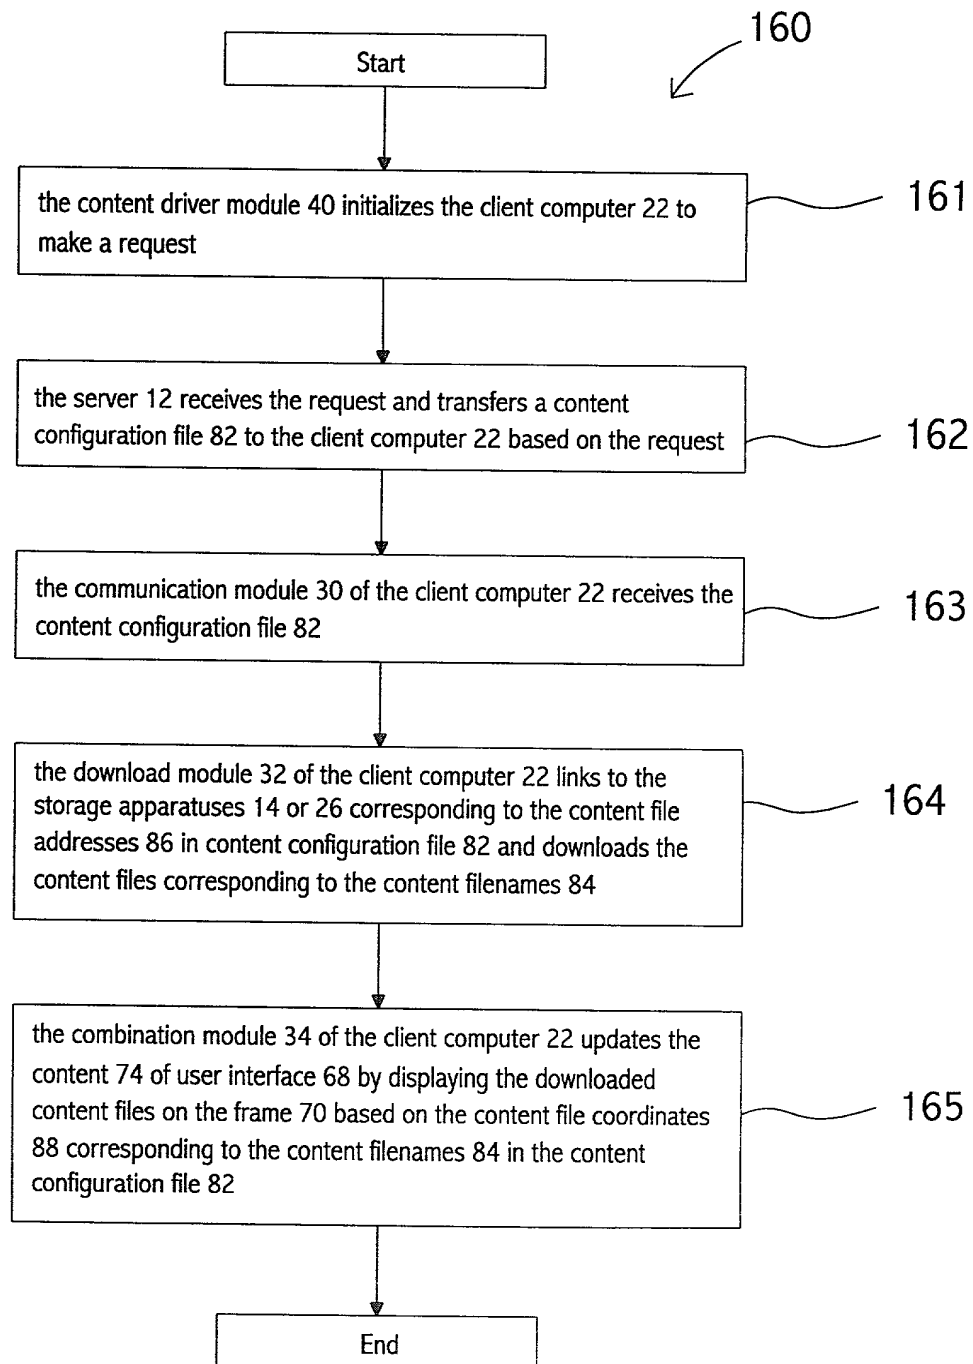 160
Start
the content driver module 40 initializes the client computer 22 to
make a request
161
the server 12 receives the request and transfers a content
configuration file 82 to the client computer 22 based on the request
162
the communication module 30 of the client computer 22 receives the
content configuration file 82
163
the download module 32 of the client computer 22 links to the
storage apparatuses 14 or 26 corresponding to the content file
addresses 86 in content configuration file 82 and downloads the
content files corresponding to the content filenames 84
164
the combination module 34 of the client computer 22 updates the
content 74 of user interface 68 by displaying the downloaded
content files on the frame 70 based on the content file coordinates
88 corresponding to the content filenames 84 in the content
configuration file 82
165
End